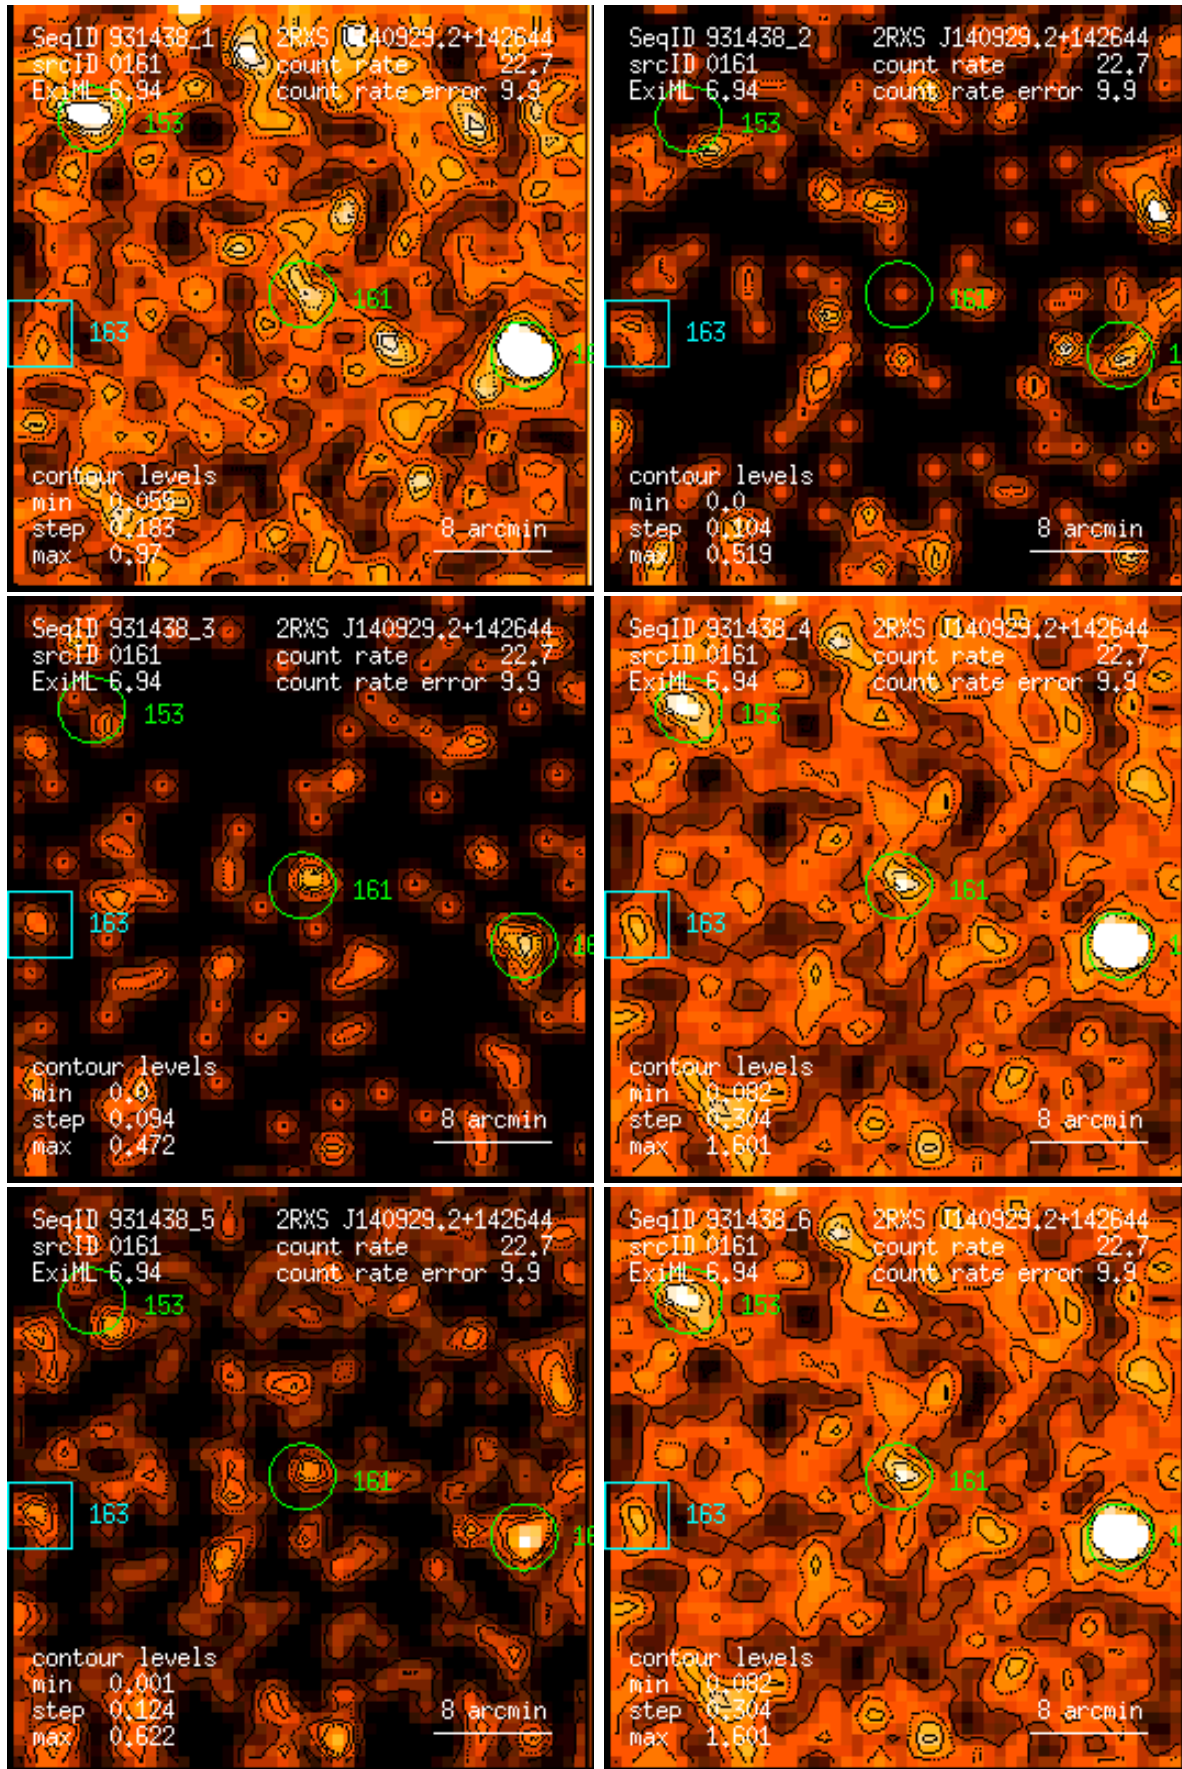 SeqID 931438_1 2RXS J140929.2+142644
srcID 0161 count rate 22.7
ExiML 6.94 count rate error 9.9
153
161
163
contour levels
min 0.055
step 0.183
max 0.97
8 arcmin
SeqID 931438_2 2RXS J140929.2+142644
srcID 0161 count rate 22.7
ExiML 6.94 count rate error 9.9
153
161
163
contour levels
min 0.0
step 0.104
max 0.519
8 arcmin
SeqID 931438_3 2RXS J140929.2+142644
srcID 0161 count rate 22.7
ExiML 6.94 count rate error 9.9
153
161
163
contour levels
min 0.0
step 0.094
max 0.472
8 arcmin
SeqID 931438_4 2RXS J140929.2+142644
srcID 0161 count rate 22.7
ExiML 6.94 count rate error 9.9
153
161
163
contour levels
min 0.082
step 0.304
max 1.601
8 arcmin
SeqID 931438_5 2RXS J140929.2+142644
srcID 0161 count rate 22.7
ExiML 6.94 count rate error 9.9
153
161
163
contour levels
min 0.001
step 0.124
max 0.622
8 arcmin
SeqID 931438_6 2RXS J140929.2+142644
srcID 0161 count rate 22.7
ExiML 6.94 count rate error 9.9
153
161
163
contour levels
min 0.082
step 0.304
max 1.601
8 arcmin